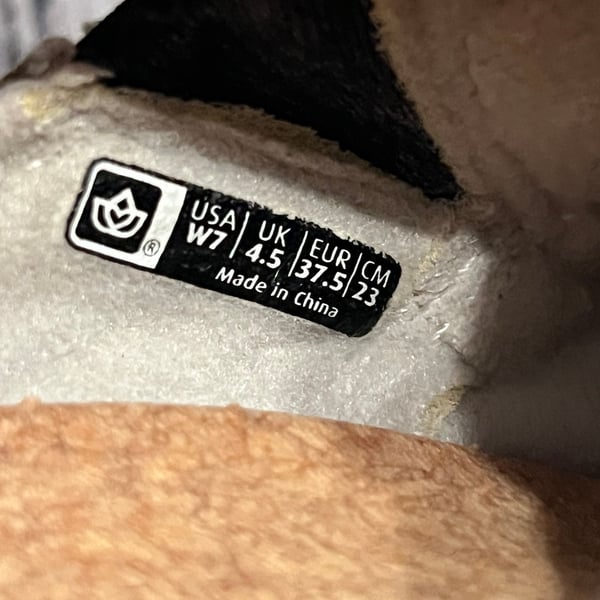 USA | UK | EUR | CM
W7 | 4.5 | 37.5 | 23
Made in China
®